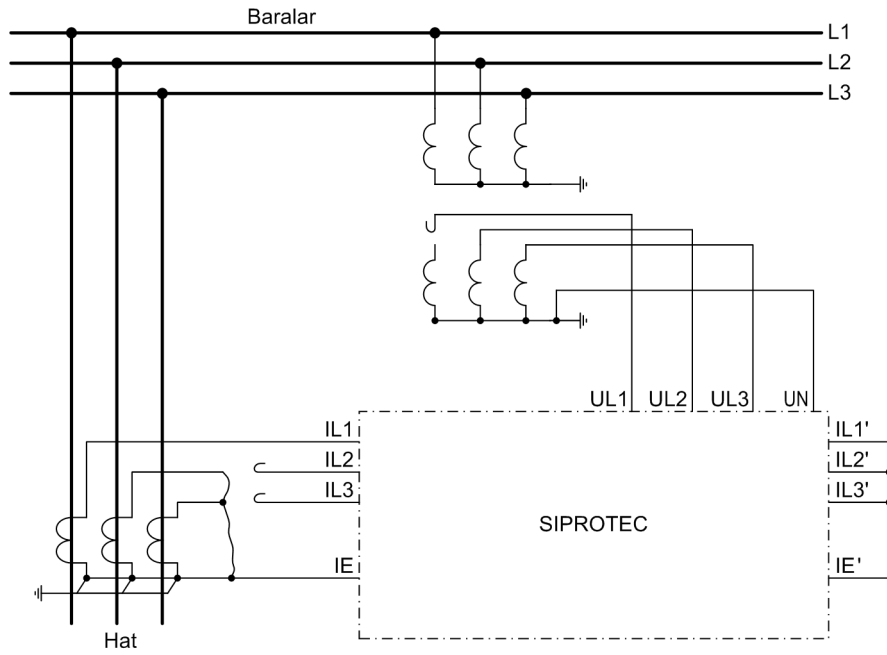 Baralar
L1
L2
L3
UL1 UL2 UL3 UN
IL1 IL1'
IL2 IL2'
IL3 IL3'
SIPROTEC
IE IE'
Hat